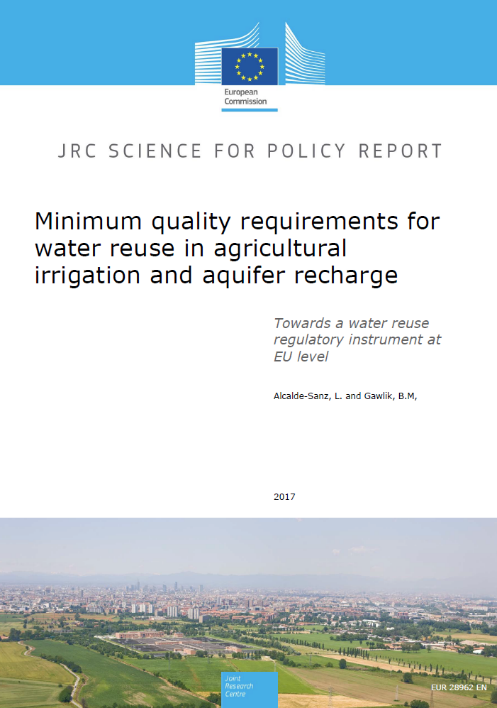 European
Commission
JRC SCIENCE FOR POLICY REPORT
Minimum quality requirements for
water reuse in agricultural
irrigation and aquifer recharge
Towards a water reuse
regulatory instrument at
EU level
Alcalde-Sanz, L. and Gawlik, B.M,
2017
Joint
Research
Centre
EUR 28962 EN